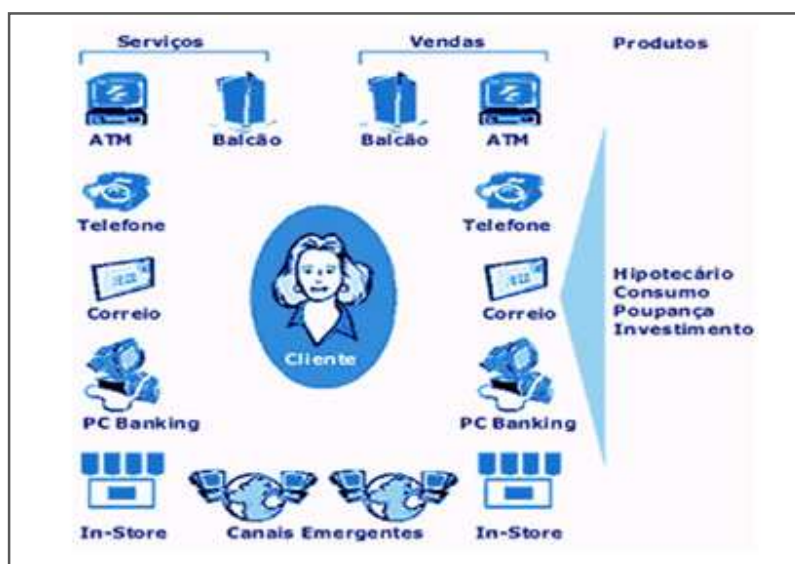 Serviços Vendas Produtos
ATM Balcão Balcão ATM
Telefone Telefone
Hipotecário
Consumo
Poupança
Investimento
Correio Correio
Cliente
PC Banking PC Banking
In-Store Canais Emergentes In-Store